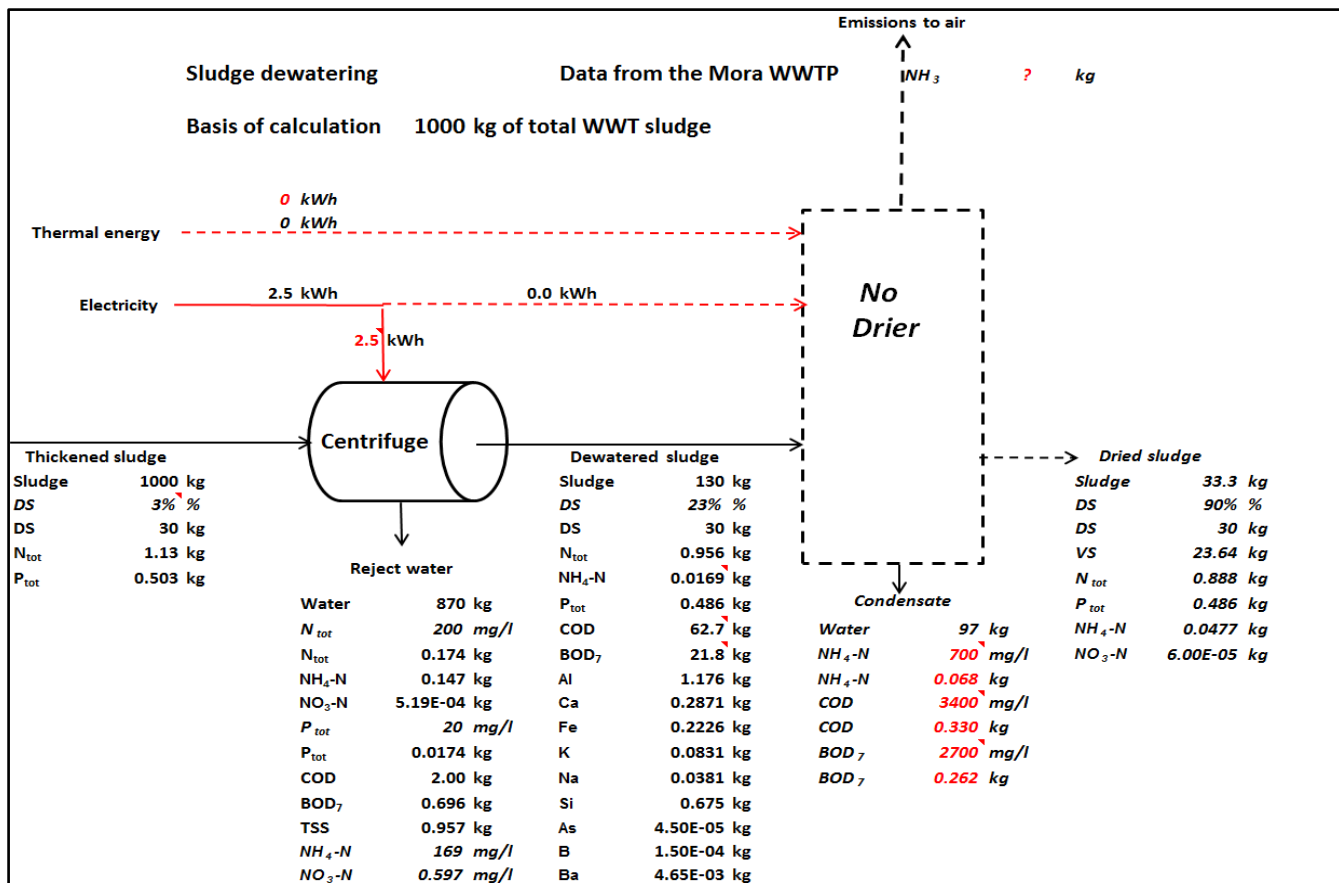 Emissions to air
Sludge dewatering
Data from the Mora WWTP
NH3 ? kg
Basis of calculation 1000 kg of total WWT sludge
0 kWh
0 kWh
Thermal energy
Electricity
2.5 kWh
0.0 kWh
2.5 kWh
No
Drier
Centrifuge
Thickened sludge
Sludge 1000 kg
DS 3% %
DS 30 kg
Ntot 1.13 kg
Ptot 0.503 kg
Reject water
Water 870 kg
Ntot 200 mg/l
Ntot 0.174 kg
NH4-N 0.147 kg
NO3-N 5.19E-04 kg
Ptot 20 mg/l
Ptot 0.0174 kg
COD 2.00 kg
BOD7 0.696 kg
TSS 0.957 kg
NH4-N 169 mg/l
NO3-N 0.597 mg/l
Dewatered sludge
Sludge 130 kg
DS 23% %
DS 30 kg
Ntot 0.956 kg
NH4-N 0.0169 kg
Ptot 0.486 kg
COD 62.7 kg
BOD7 21.8 kg
Al 1.176 kg
Ca 0.2871 kg
Fe 0.2226 kg
K 0.0831 kg
Na 0.0381 kg
Si 0.675 kg
As 4.50E-05 kg
B 1.50E-04 kg
Ba 4.65E-03 kg
Condensate
Water 97 kg
NH4-N 700 mg/l
NH4-N 0.068 kg
COD 3400 mg/l
COD 0.330 kg
BOD7 2700 mg/l
BOD7 0.262 kg
Dried sludge
Sludge 33.3 kg
DS 90% %
DS 30 kg
VS 23.64 kg
Ntot 0.888 kg
Ptot 0.486 kg
NH4-N 0.0477 kg
NO3-N 6.00E-05 kg